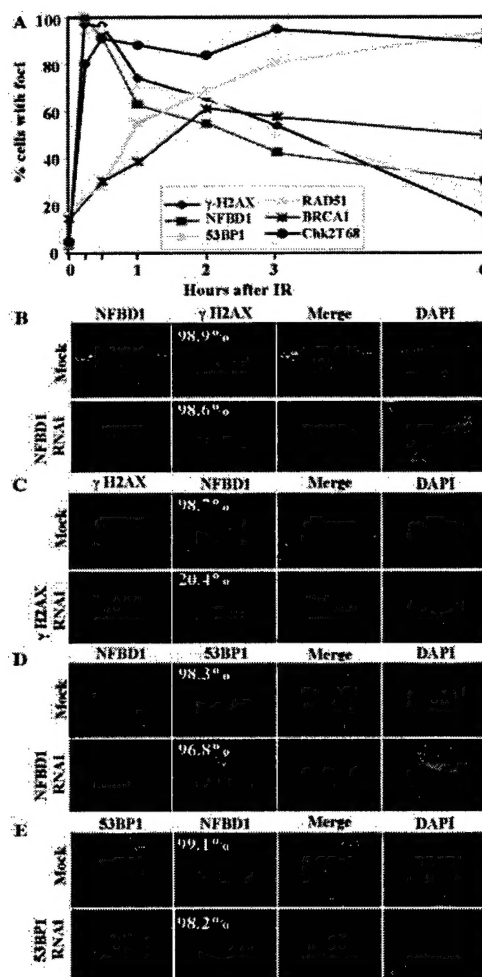 A
% cells with foci
100
80
60
40
20
0
0 1 2 3 6
Hours after IR
γ-H2AX RAD51
NFBD1 BRCA1
53BP1 Chk2T68
B
NFBD1 γ H2AX Merge DAPI
Mock 98.9%
NFBD1 RNAI 98.6%
C
γ H2AX NFBD1 Merge DAPI
Mock
γ H2AX RNAI 20.4%
D
NFBD1 53BP1 Merge DAPI
Mock 98.3%
NFBD1 RNAI 96.8%
E
53BP1 NFBD1 Merge DAPI
Mock 99.1%
53BP1 RNAI 98.2%